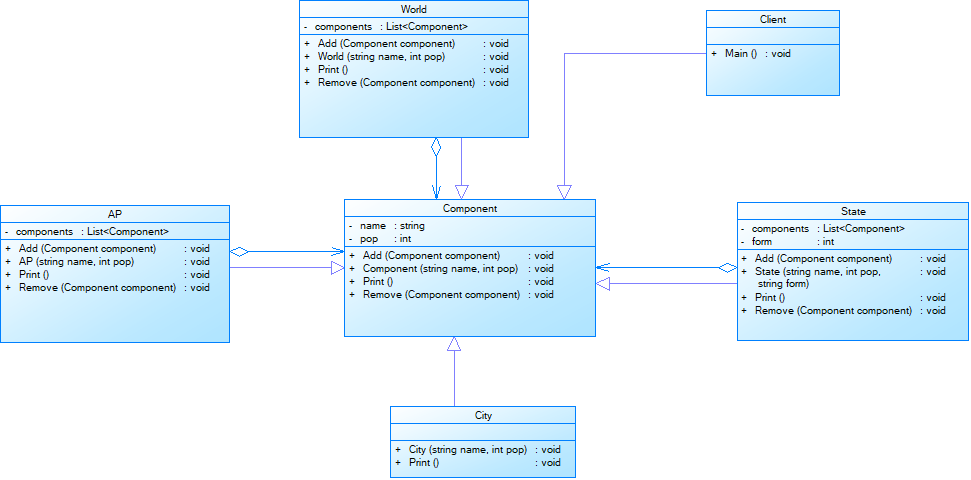 World
- components : List<Component>
+ Add (Component component) : void
+ World (string name, int pop) : void
+ Print () : void
+ Remove (Component component) : void
Client
+ Main () : void
AP
- components : List<Component>
+ Add (Component component) : void
+ AP (string name, int pop) : void
+ Print () : void
+ Remove (Component component) : void
Component
- name : string
- pop : int
+ Add (Component component) : void
+ Component (string name, int pop) : void
+ Print () : void
+ Remove (Component component) : void
State
- components : List<Component>
- form : int
+ Add (Component component) : void
+ State (string name, int pop, : void
string form)
+ Print () : void
+ Remove (Component component) : void
City
+ City (string name, int pop) : void
+ Print () : void